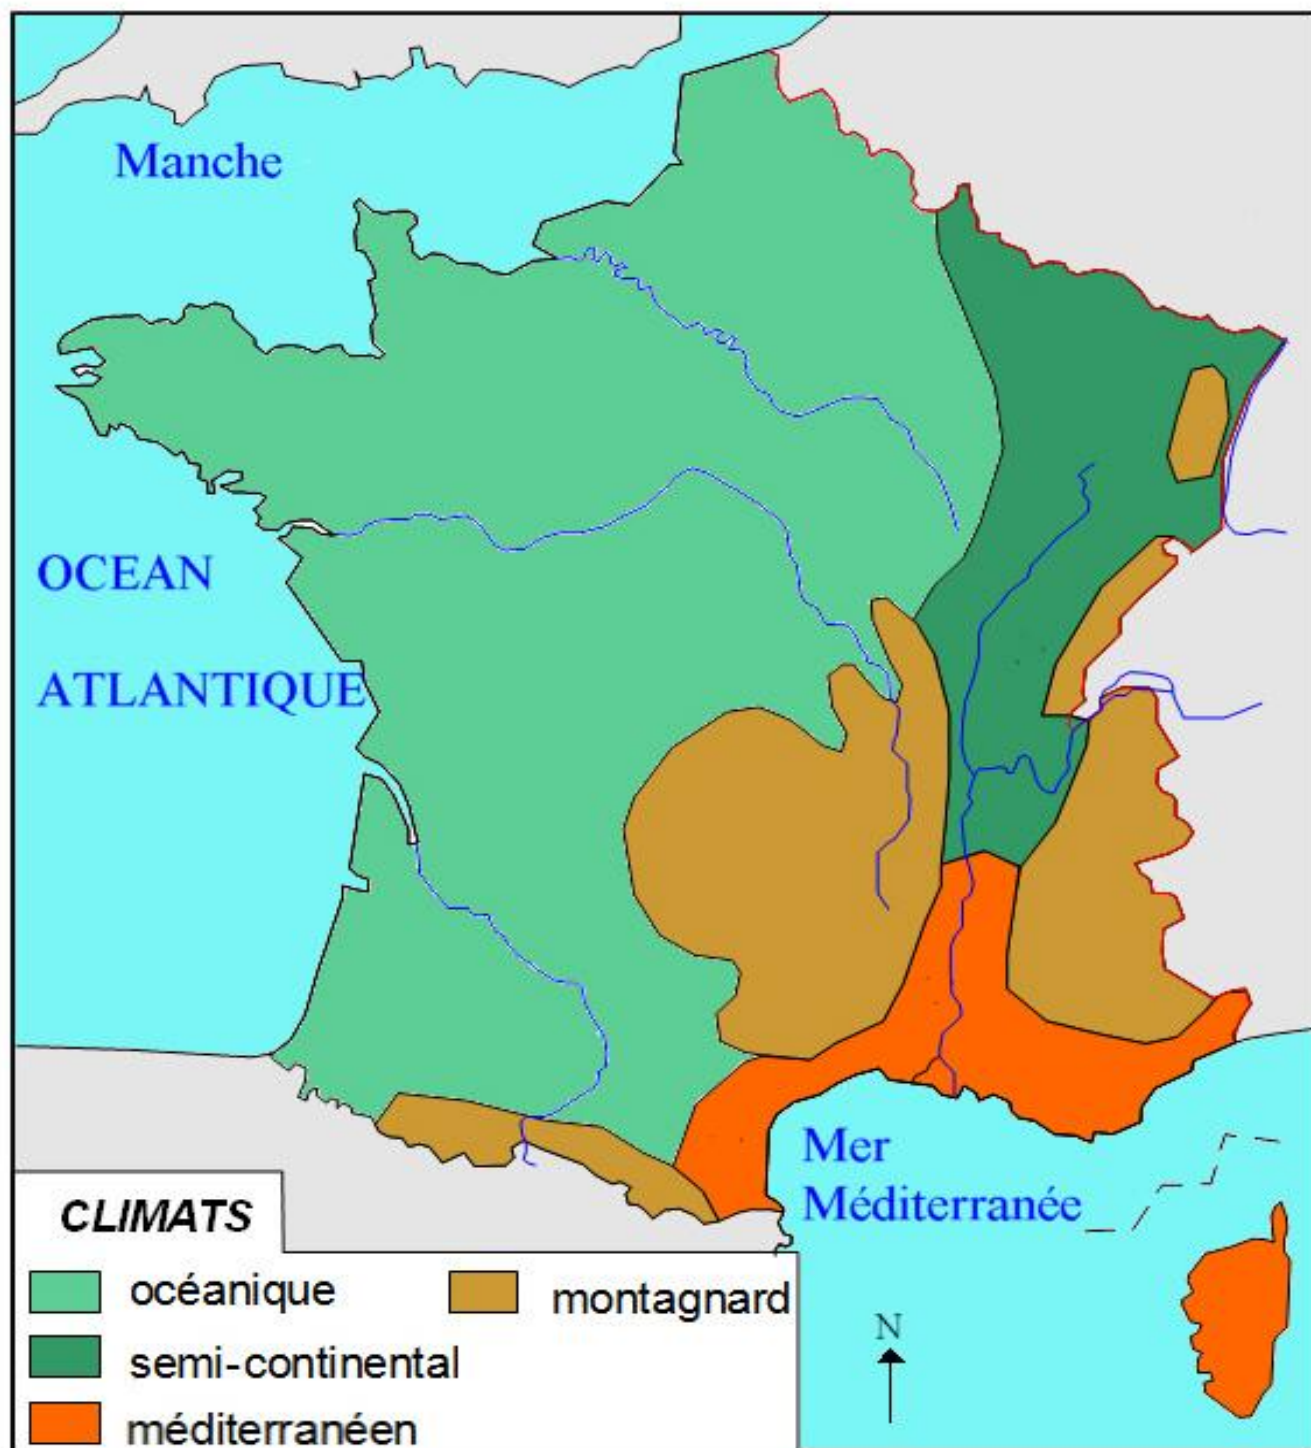 Manche
OCEAN
ATLANTIQUE
Mer
Méditerranée
CLIMATS
océanique
montagnard
semi-continental
méditerranéen
N